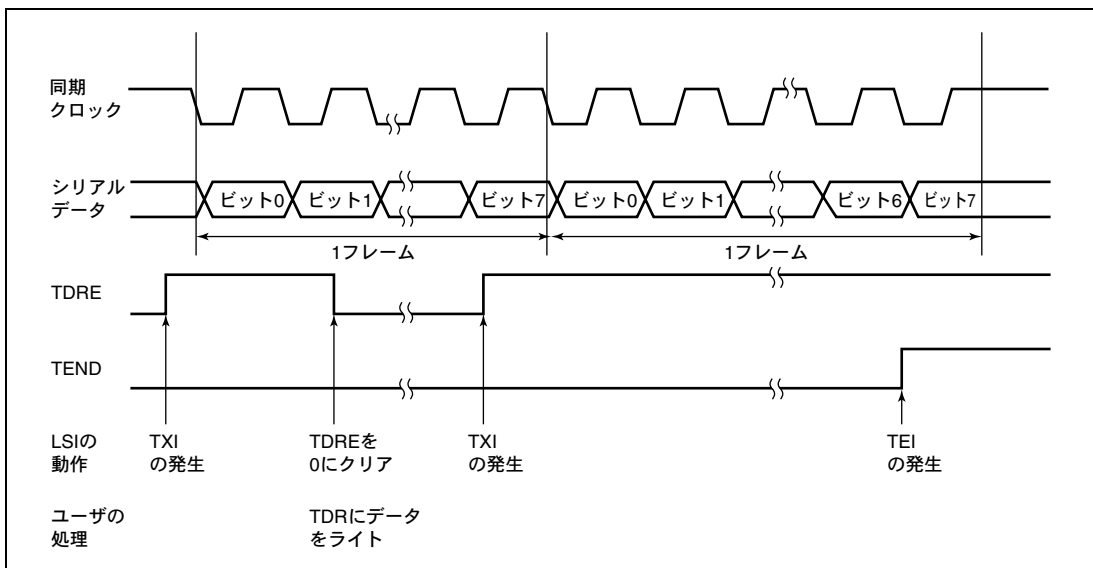 同期
クロック
シリアル
データ
ビット0 ビット1 ビット7 ビット0 ビット1 ビット6 ビット7
1フレーム 1フレーム
TDRE
TEND
LSIの
動作
TXI
の発生
TDREを
0にクリア
TXI
の発生
TEI
の発生
ユーザの
処理
TDRにデータ
をライト